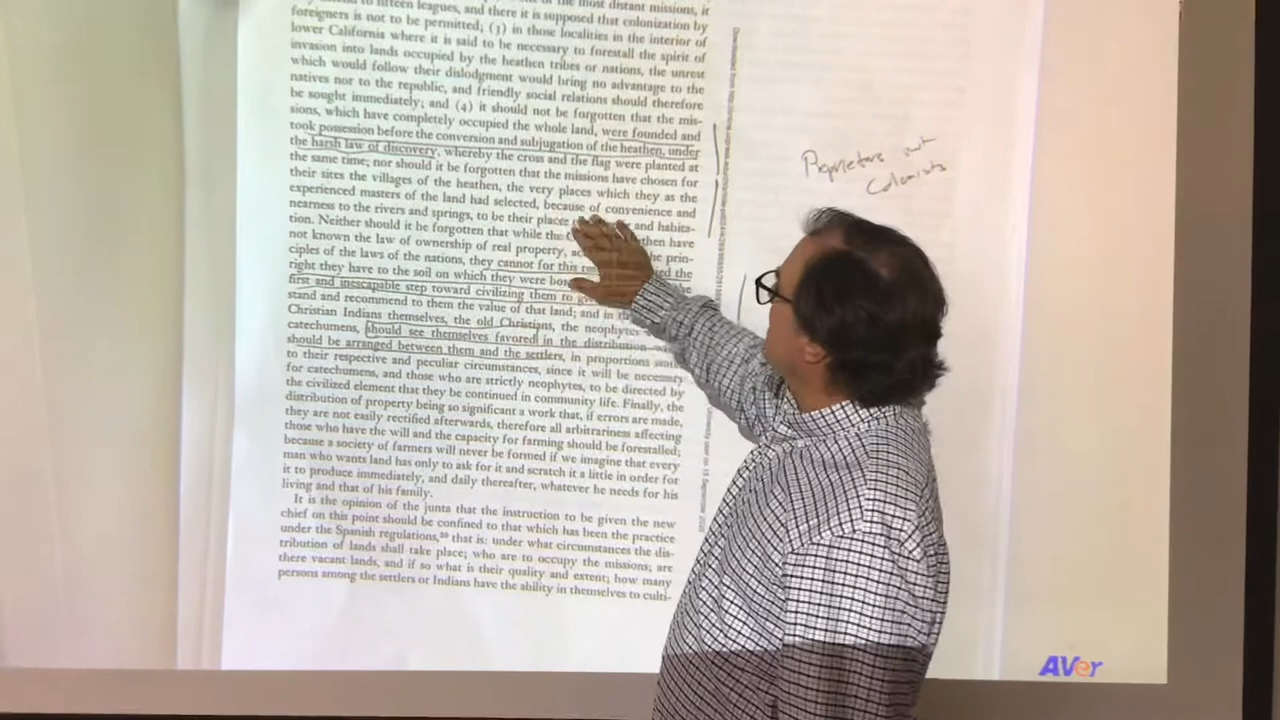 to fifteen leagues, and there it is supposed that colonization by
foreigners is not to be permitted; (3) in those localities in the interior of
lower California where it is said to be necessary to forestall the spirit of
invasion into lands occupied by the heathen tribes or nations, the unrest
which would follow their dislodgment would bring no advantage to the
natives nor to the republic, and friendly social relations should therefore
be sought immediately; and (4) it should not be forgotten that the mis-
sions, which have completely occupied the whole land, were founded and
took possession before the conversion and subjugation of the heathen, under
the harsh law of discovery, whereby the cross and the flag were planted at
the same time; nor should it be forgotten that the missions have chosen for
their sites the villages of the heathen, the very places which they as the
experienced masters of the land had selected, because of convenience and
nearness to the rivers and springs, to be their places and habita-
tion. Neither should it be forgotten that while the have
not known the law of ownership of real property, the prin-
ciples of the laws of the nations, they cannot for this the
right they have to the soil on which they were
first and inescapable step toward civilizing them to
stand and recommend to them the value of that land; and in
Christian Indians themselves, the old Christians, the neophytes
catechumens, should see themselves favored in the distribution
should be arranged between them and the settlers, in proportions
to their respective and peculiar circumstances, since it will be necessary
for catechumens, and those who are strictly neophytes, to be directed by
the civilized element that they be continued in community life. Finally, the
distribution of property being so significant a work that, if errors are made,
they are not easily rectified afterwards, therefore all arbitrariness affecting
those who have the will and the capacity for farming should be forestalled;
because a society of farmers will never be formed if we imagine that every
man who wants land has only to ask for it and scratch it a little in order for
it to produce immediately, and daily thereafter, whatever he needs for his
living and that of his family.
It is the opinion of the junta that the instruction to be given the new
chief on this point should be confined to that which has been the practice
under the Spanish regulations, that is: under what circumstances the dis-
tribution of lands shall take place; who are to occupy the missions; are
there vacant lands, and if so what is their quality and extent; how many
persons among the settlers or Indians have the ability in themselves to culti-
Proprietors not
Colonists
AVer